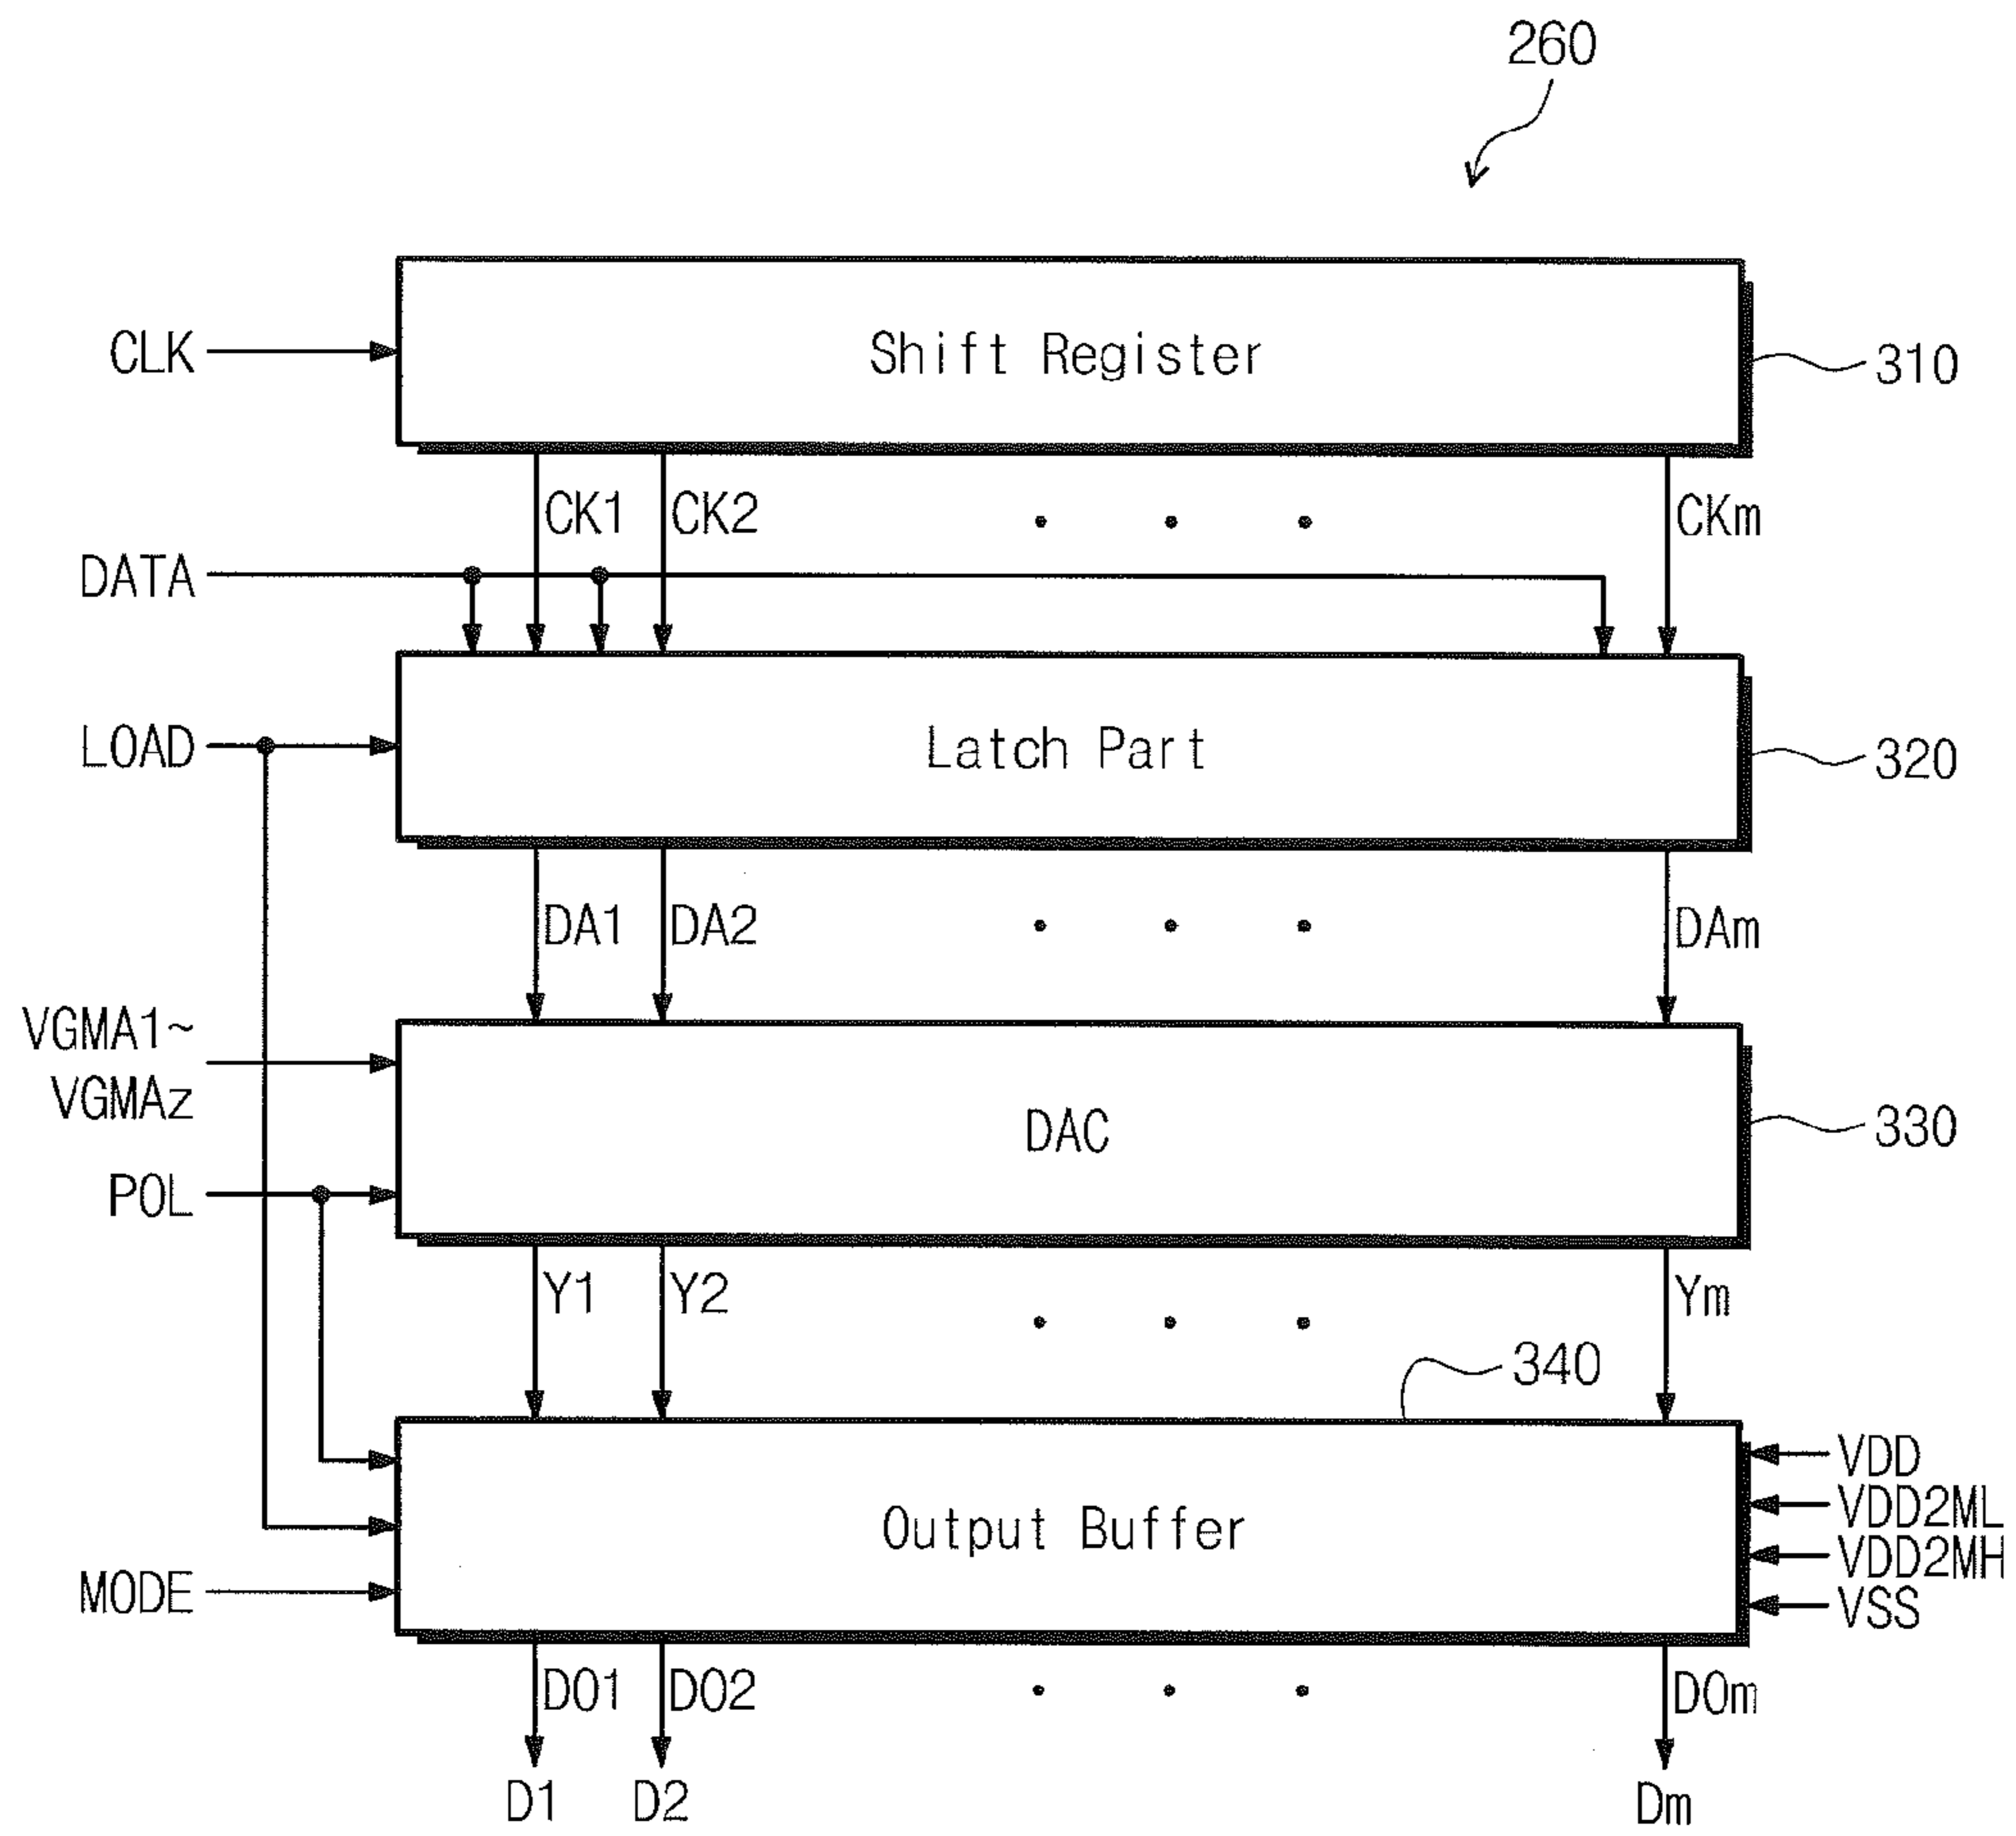 260
Shift Register
CLK
310
CK1
CK2
CKm
DATA
LOAD
Latch Part
320
DA1
DA2
DAm
VGMA1~
VGMAz
DAC
330
POL
Y1
Y2
Ym
340
VDD
VDD2ML
VDD2MH
VSS
Output Buffer
MODE
DO1
DO2
DOm
D1
D2
Dm